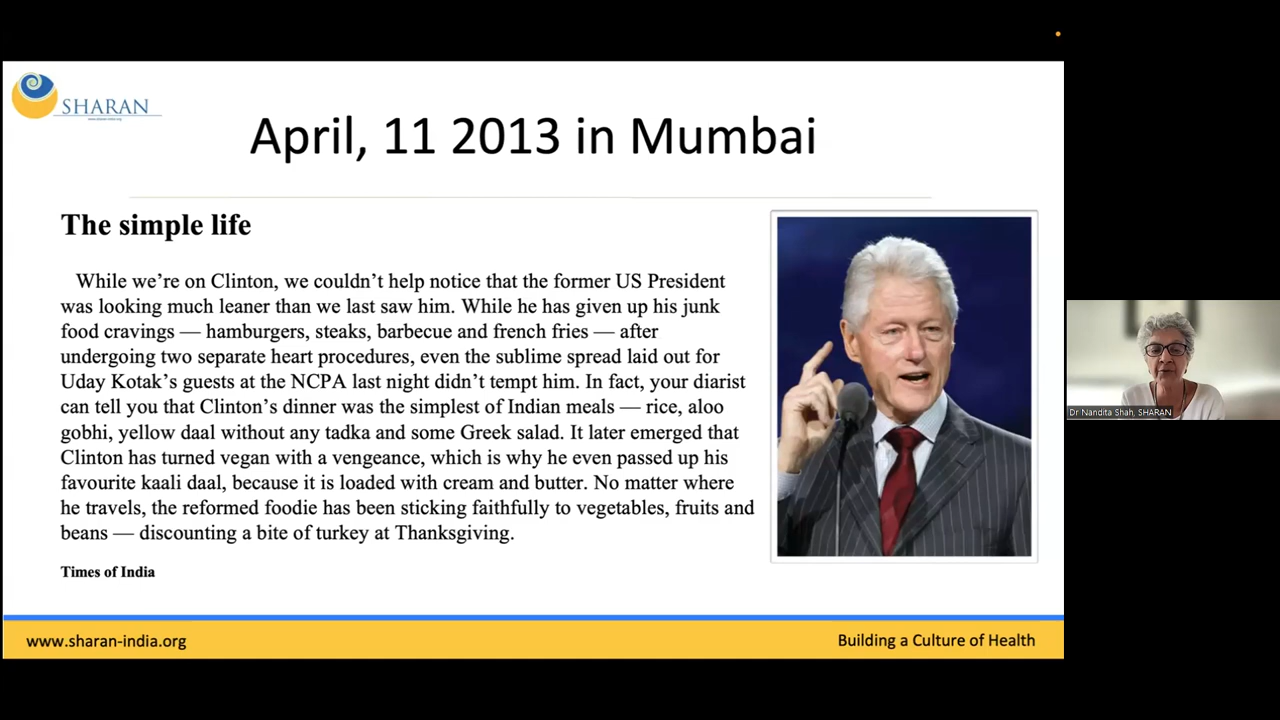 SHARAN
www.sharan-india.org
April, 11 2013 in Mumbai
The simple life
While we’re on Clinton, we couldn’t help notice that the former US President
was looking much leaner than we last saw him. While he has given up his junk
food cravings — hamburgers, steaks, barbecue and french fries — after
undergoing two separate heart procedures, even the sublime spread laid out for
Uday Kotak’s guests at the NCPA last night didn’t tempt him. In fact, your diarist
can tell you that Clinton’s dinner was the simplest of Indian meals — rice, aloo
gobhi, yellow daal without any tadka and some Greek salad. It later emerged that
Clinton has turned vegan with a vengeance, which is why he even passed up his
favourite kaali daal, because it is loaded with cream and butter. No matter where
he travels, the reformed foodie has been sticking faithfully to vegetables, fruits and
beans — discounting a bite of turkey at Thanksgiving.
Times of India
www.sharan-india.org
Building a Culture of Health
Dr Nandita Shah, SHARAN